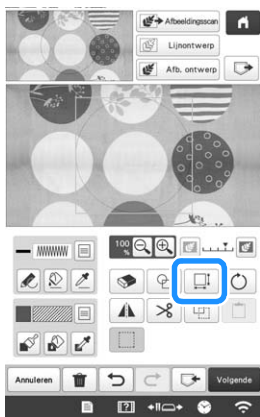 Afbeeldingsscan
Lijnontwerp
Afb. ontwerp
100
%
Annuleren
Volgende